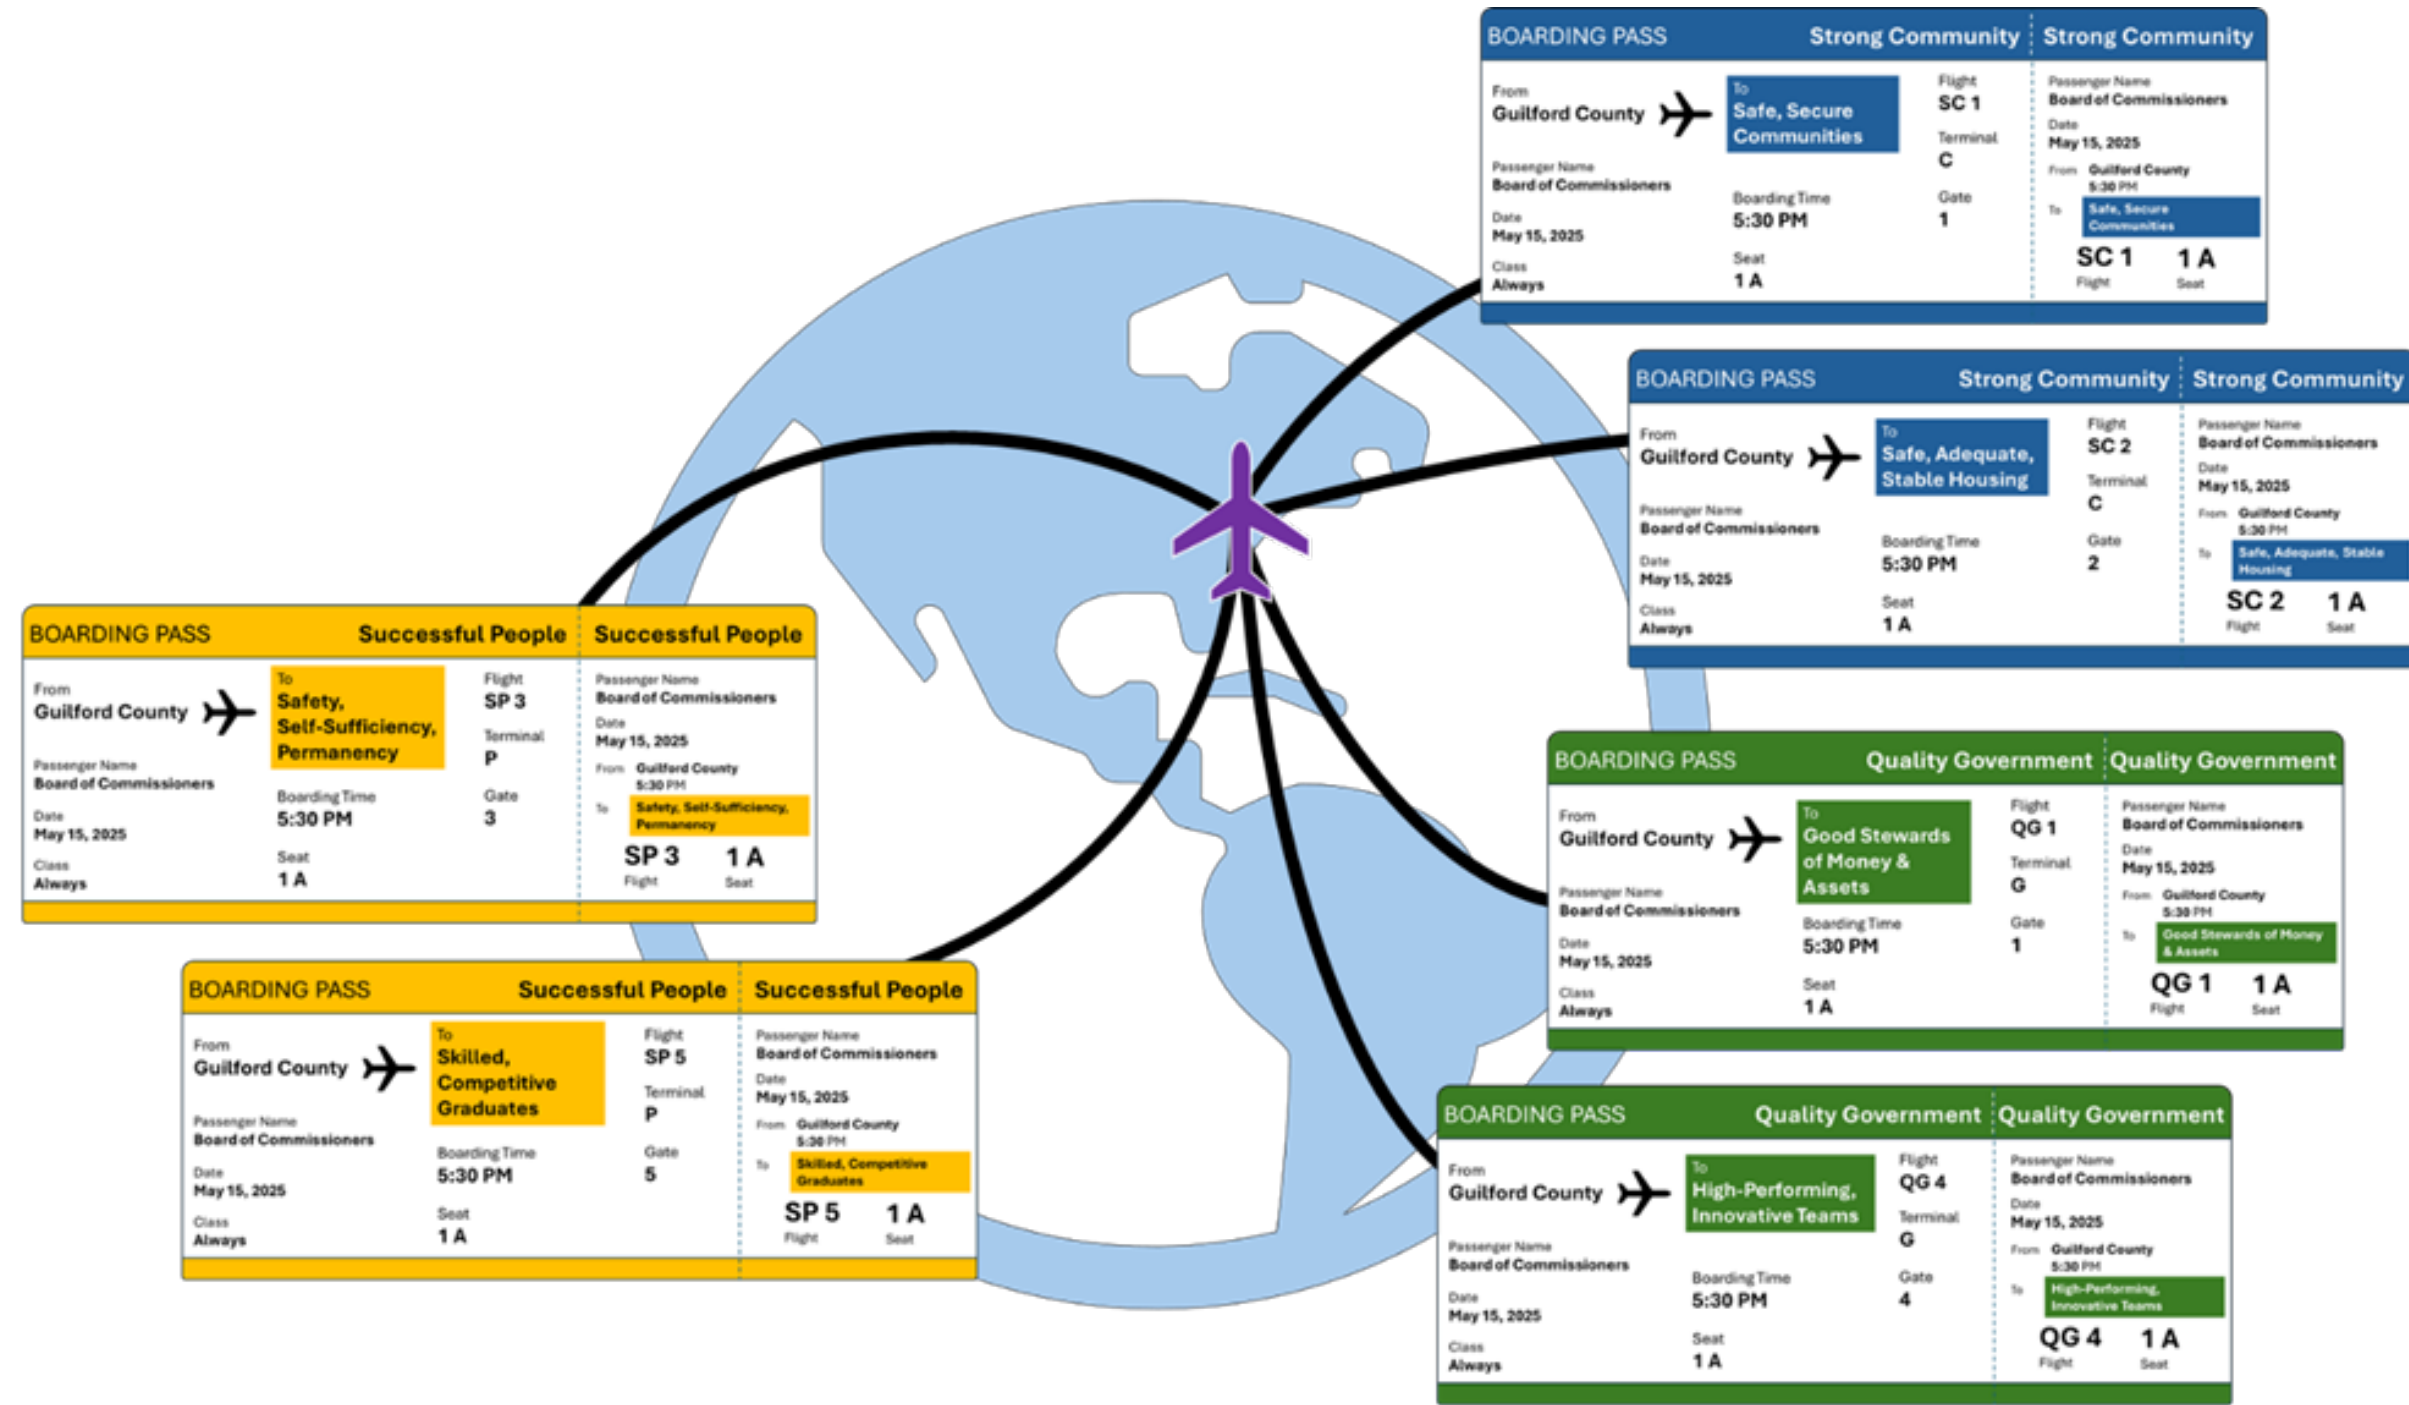 BOARDING PASS Strong Community Strong Community
From
Guilford County
To
Safe, Secure
Communities
Flight
SC 1
Terminal
C
Gate
1
Passenger Name
Board of Commissioners
Date
May 15, 2025
Class
Always
Boarding Time
5:30 PM
Seat
1 A
Passenger Name
Board of Commissioners
Date
May 15, 2025
From Guilford County
5:30 PM
To Safe, Secure
Communities
SC 1 1 A
Flight Seat
BOARDING PASS Strong Community Strong Community
From
Guilford County
To
Safe, Adequate,
Stable Housing
Flight
SC 2
Terminal
C
Gate
2
Passenger Name
Board of Commissioners
Date
May 15, 2025
Class
Always
Boarding Time
5:30 PM
Seat
1 A
Passenger Name
Board of Commissioners
Date
May 15, 2025
From Guilford County
5:30 PM
To Safe, Adequate, Stable
Housing
SC 2 1 A
Flight Seat
BOARDING PASS Successful People Successful People
From
Guilford County
To
Safety,
Self-Sufficiency,
Permanency
Flight
SP 3
Terminal
P
Gate
3
Passenger Name
Board of Commissioners
Date
May 15, 2025
Class
Always
Boarding Time
5:30 PM
Seat
1 A
Passenger Name
Board of Commissioners
Date
May 15, 2025
From Guilford County
5:30 PM
To Safety, Self-Sufficiency,
Permanency
SP 3 1 A
Flight Seat
BOARDING PASS Quality Government Quality Government
From
Guilford County
To
Good Stewards
of Money &
Assets
Flight
QG 1
Terminal
G
Gate
1
Passenger Name
Board of Commissioners
Date
May 15, 2025
Class
Always
Boarding Time
5:30 PM
Seat
1 A
Passenger Name
Board of Commissioners
Date
May 15, 2025
From Guilford County
5:30 PM
To Good Stewards of Money
& Assets
QG 1 1 A
Flight Seat
BOARDING PASS Successful People Successful People
From
Guilford County
To
Skilled,
Competitive
Graduates
Flight
SP 5
Terminal
P
Gate
5
Passenger Name
Board of Commissioners
Date
May 15, 2025
Class
Always
Boarding Time
5:30 PM
Seat
1 A
Passenger Name
Board of Commissioners
Date
May 15, 2025
From Guilford County
5:30 PM
To Skilled, Competitive
Graduates
SP 5 1 A
Flight Seat
BOARDING PASS Quality Government Quality Government
From
Guilford County
To
High-Performing,
Innovative Teams
Flight
QG 4
Terminal
G
Gate
4
Passenger Name
Board of Commissioners
Date
May 15, 2025
Class
Always
Boarding Time
5:30 PM
Seat
1 A
Passenger Name
Board of Commissioners
Date
May 15, 2025
From Guilford County
5:30 PM
To High-Performing,
Innovative Teams
QG 4 1 A
Flight Seat